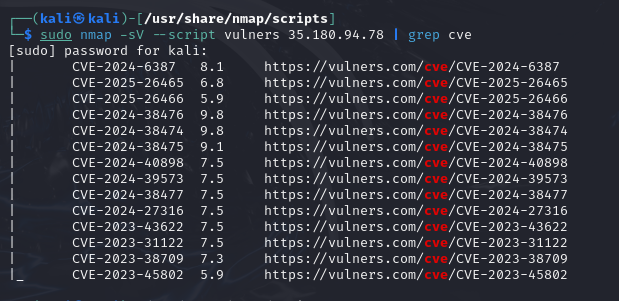 ┌──(kali㉿kali)-[/usr/share/nmap/scripts]
└─$ sudo nmap -sV --script vulners 35.180.94.78 | grep cve
[sudo] password for kali:
|       CVE-2024-6387   8.1     https://vulners.com/cve/CVE-2024-6387
|       CVE-2025-26465  6.8     https://vulners.com/cve/CVE-2025-26465
|       CVE-2025-26466  5.9     https://vulners.com/cve/CVE-2025-26466
|       CVE-2024-38476  9.8     https://vulners.com/cve/CVE-2024-38476
|       CVE-2024-38474  9.8     https://vulners.com/cve/CVE-2024-38474
|       CVE-2024-38475  9.1     https://vulners.com/cve/CVE-2024-38475
|       CVE-2024-40898  7.5     https://vulners.com/cve/CVE-2024-40898
|       CVE-2024-39573  7.5     https://vulners.com/cve/CVE-2024-39573
|       CVE-2024-38477  7.5     https://vulners.com/cve/CVE-2024-38477
|       CVE-2024-27316  7.5     https://vulners.com/cve/CVE-2024-27316
|       CVE-2023-43622  7.5     https://vulners.com/cve/CVE-2023-43622
|       CVE-2023-31122  7.5     https://vulners.com/cve/CVE-2023-31122
|       CVE-2023-38709  7.3     https://vulners.com/cve/CVE-2023-38709
|_      CVE-2023-45802  5.9     https://vulners.com/cve/CVE-2023-45802